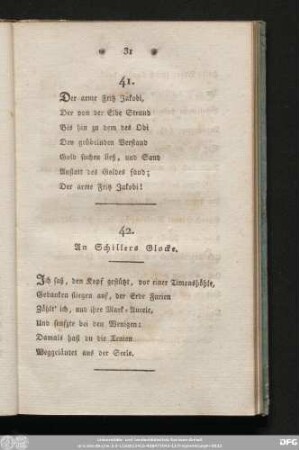 31
41.
Der arme Fritz Jakobi,
Der von der Elbe Strand
Bis hin zu dem des Obi
Den grübelnden Verstand
Gold suchen ließ, und Sand
Anstatt des Goldes fand;
Der arme Fritz Jakobi!
42.
An Schillers Glocke.
Ich saß, den Kopf gestützt, vor einer Timonshöhle,
Gedanken stiegen auf, der Erde Furien
Zählt' ich, und ihre Mark-Aurele,
Und seufzte bei den Wenigen:
Damals hast du die
Weggeläutet aus der Seele.